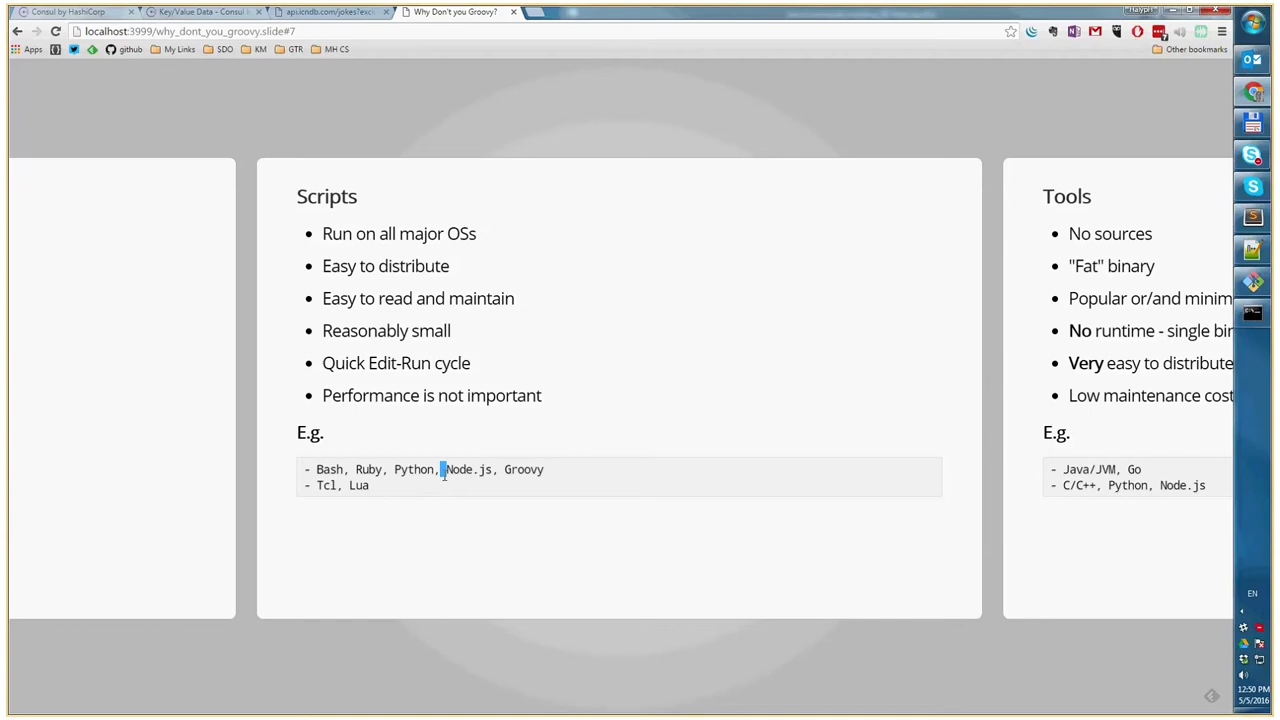 Consul by HashiCorp
Key/Value Data - Consul b
api.icndb.com/jokes?exclu
Why Don't you Groovy?
localhost:3999/why_dont_you_groovy.slide#7
Apps
github
My Links
SDO
KM
GTR
MH CS
Other bookmarks
Scripts
• Run on all major OSs
• Easy to distribute
• Easy to read and maintain
• Reasonably small
• Quick Edit-Run cycle
• Performance is not important
E.g.
- Bash, Ruby, Python, Node.js, Groovy
- Tcl, Lua
Tools
• No sources
• "Fat" binary
• Popular or/and minim
• No runtime - single bin
• Very easy to distribute
• Low maintenance cost
E.g.
- Java/JVM, Go
- C/C++, Python, Node.js
EN
12:50 PM
5/5/2016